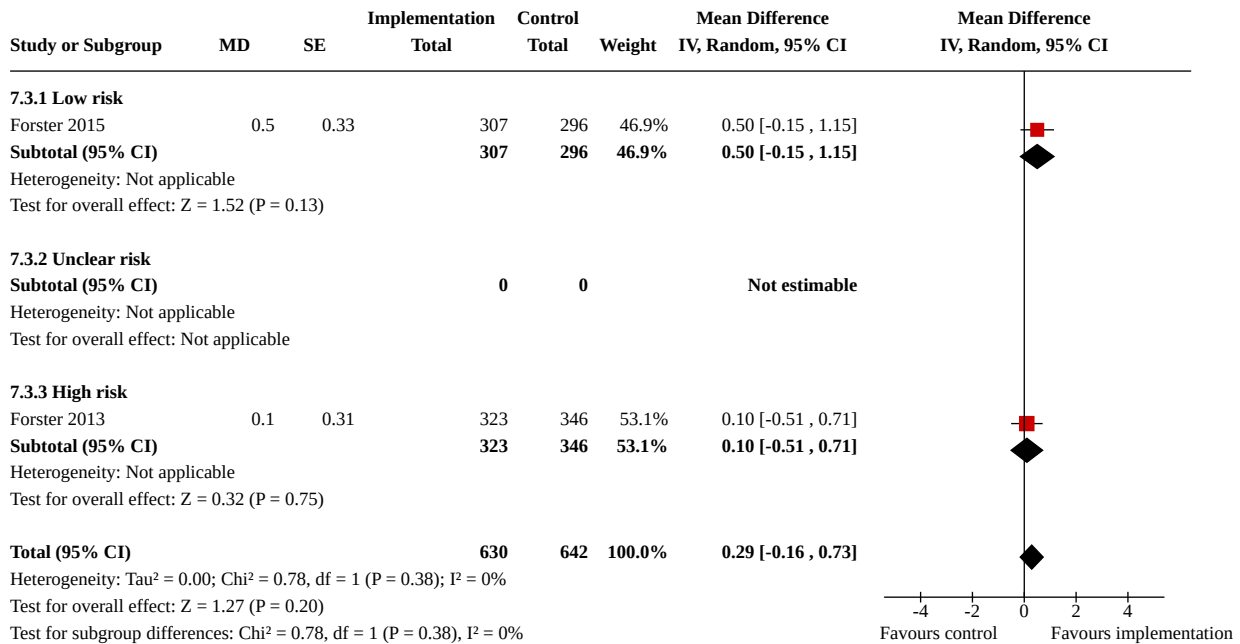 Implementation Control Mean Difference Mean Difference
Study or Subgroup MD SE Total Total Weight IV, Random, 95% CI IV, Random, 95% CI
7.3.1 Low risk
Forster 2015 0.5 0.33 307 296 46.9% 0.50 [-0.15 , 1.15]
Subtotal (95% CI) 307 296 46.9% 0.50 [-0.15 , 1.15]
Heterogeneity: Not applicable
Test for overall effect: Z = 1.52 (P = 0.13)
7.3.2 Unclear risk
Subtotal (95% CI) 0 0 Not estimable
Heterogeneity: Not applicable
Test for overall effect: Not applicable
7.3.3 High risk
Forster 2013 0.1 0.31 323 346 53.1% 0.10 [-0.51 , 0.71]
Subtotal (95% CI) 323 346 53.1% 0.10 [-0.51 , 0.71]
Heterogeneity: Not applicable
Test for overall effect: Z = 0.32 (P = 0.75)
Total (95% CI) 630 642 100.0% 0.29 [-0.16 , 0.73]
Heterogeneity: Tau² = 0.00; Chi² = 0.78, df = 1 (P = 0.38); I² = 0%
Test for overall effect: Z = 1.27 (P = 0.20)
-4 -2 0 2 4
Test for subgroup differences: Chi² = 0.78, df = 1 (P = 0.38), I² = 0%
Favours control Favours implementation